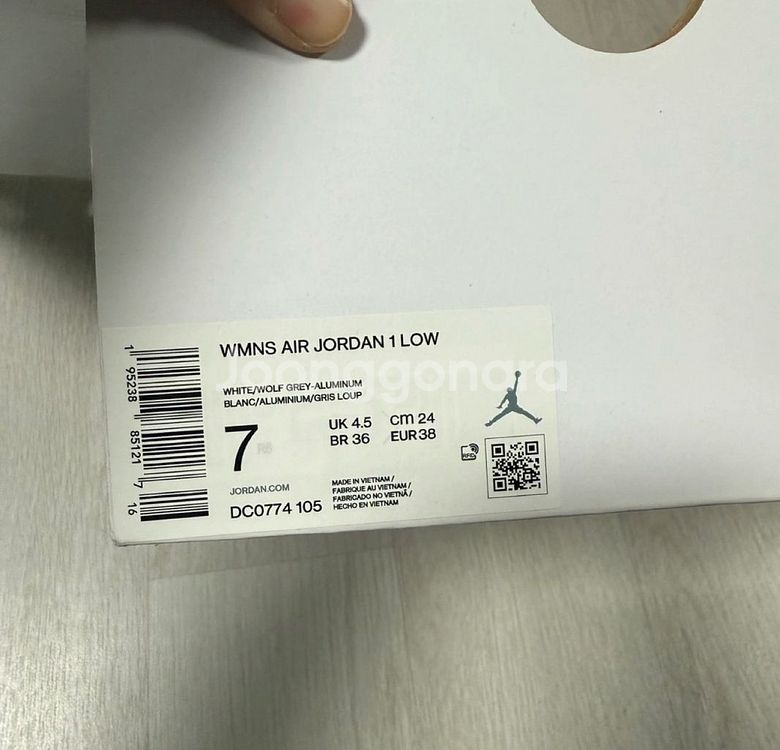 WMNS AIR JORDAN 1 LOW
Joonggonara
WHITE/WOLF GREY-ALUMINUM
BLANC/ALUMINIUM/GRIS LOUP
7 R5
UK 4.5 cm 24
BR 36 EUR 38
RFID
JORDAN.COM
DC0774 105
MADE IN VIETNAM /
FABRIQUE AU VIETNAM /
FABRICADO NO VIETNÃ /
HECHO EN VIETNAM
1 95238 85121 7 16